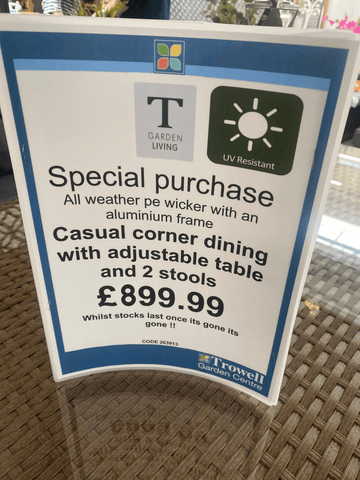 T
GARDEN
LIVING
UV Resistant
Special purchase
All weather pe wicker with an
aluminium frame
Casual corner dining
with adjustable table
and 2 stools
£899.99
Whilst stocks last once its gone its
gone !!
CODE 363913
Trowell
Garden Centre